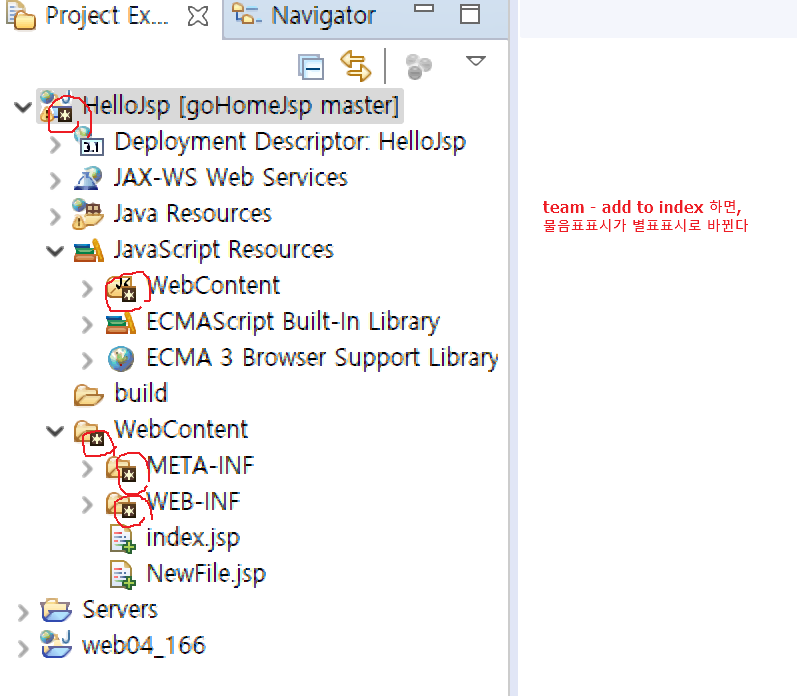 Project Ex...
Navigator
HelloJsp [goHomeJsp master]
3.1
Deployment Descriptor: HelloJsp
JAX-WS Web Services
Java Resources
JavaScript Resources
WebContent
ECMAScript Built-In Library
ECMA 3 Browser Support Library
build
WebContent
META-INF
WEB-INF
index.jsp
NewFile.jsp
Servers
web04_166
team - add to index 하면,
물음표표시가 별표표시로 바뀐다